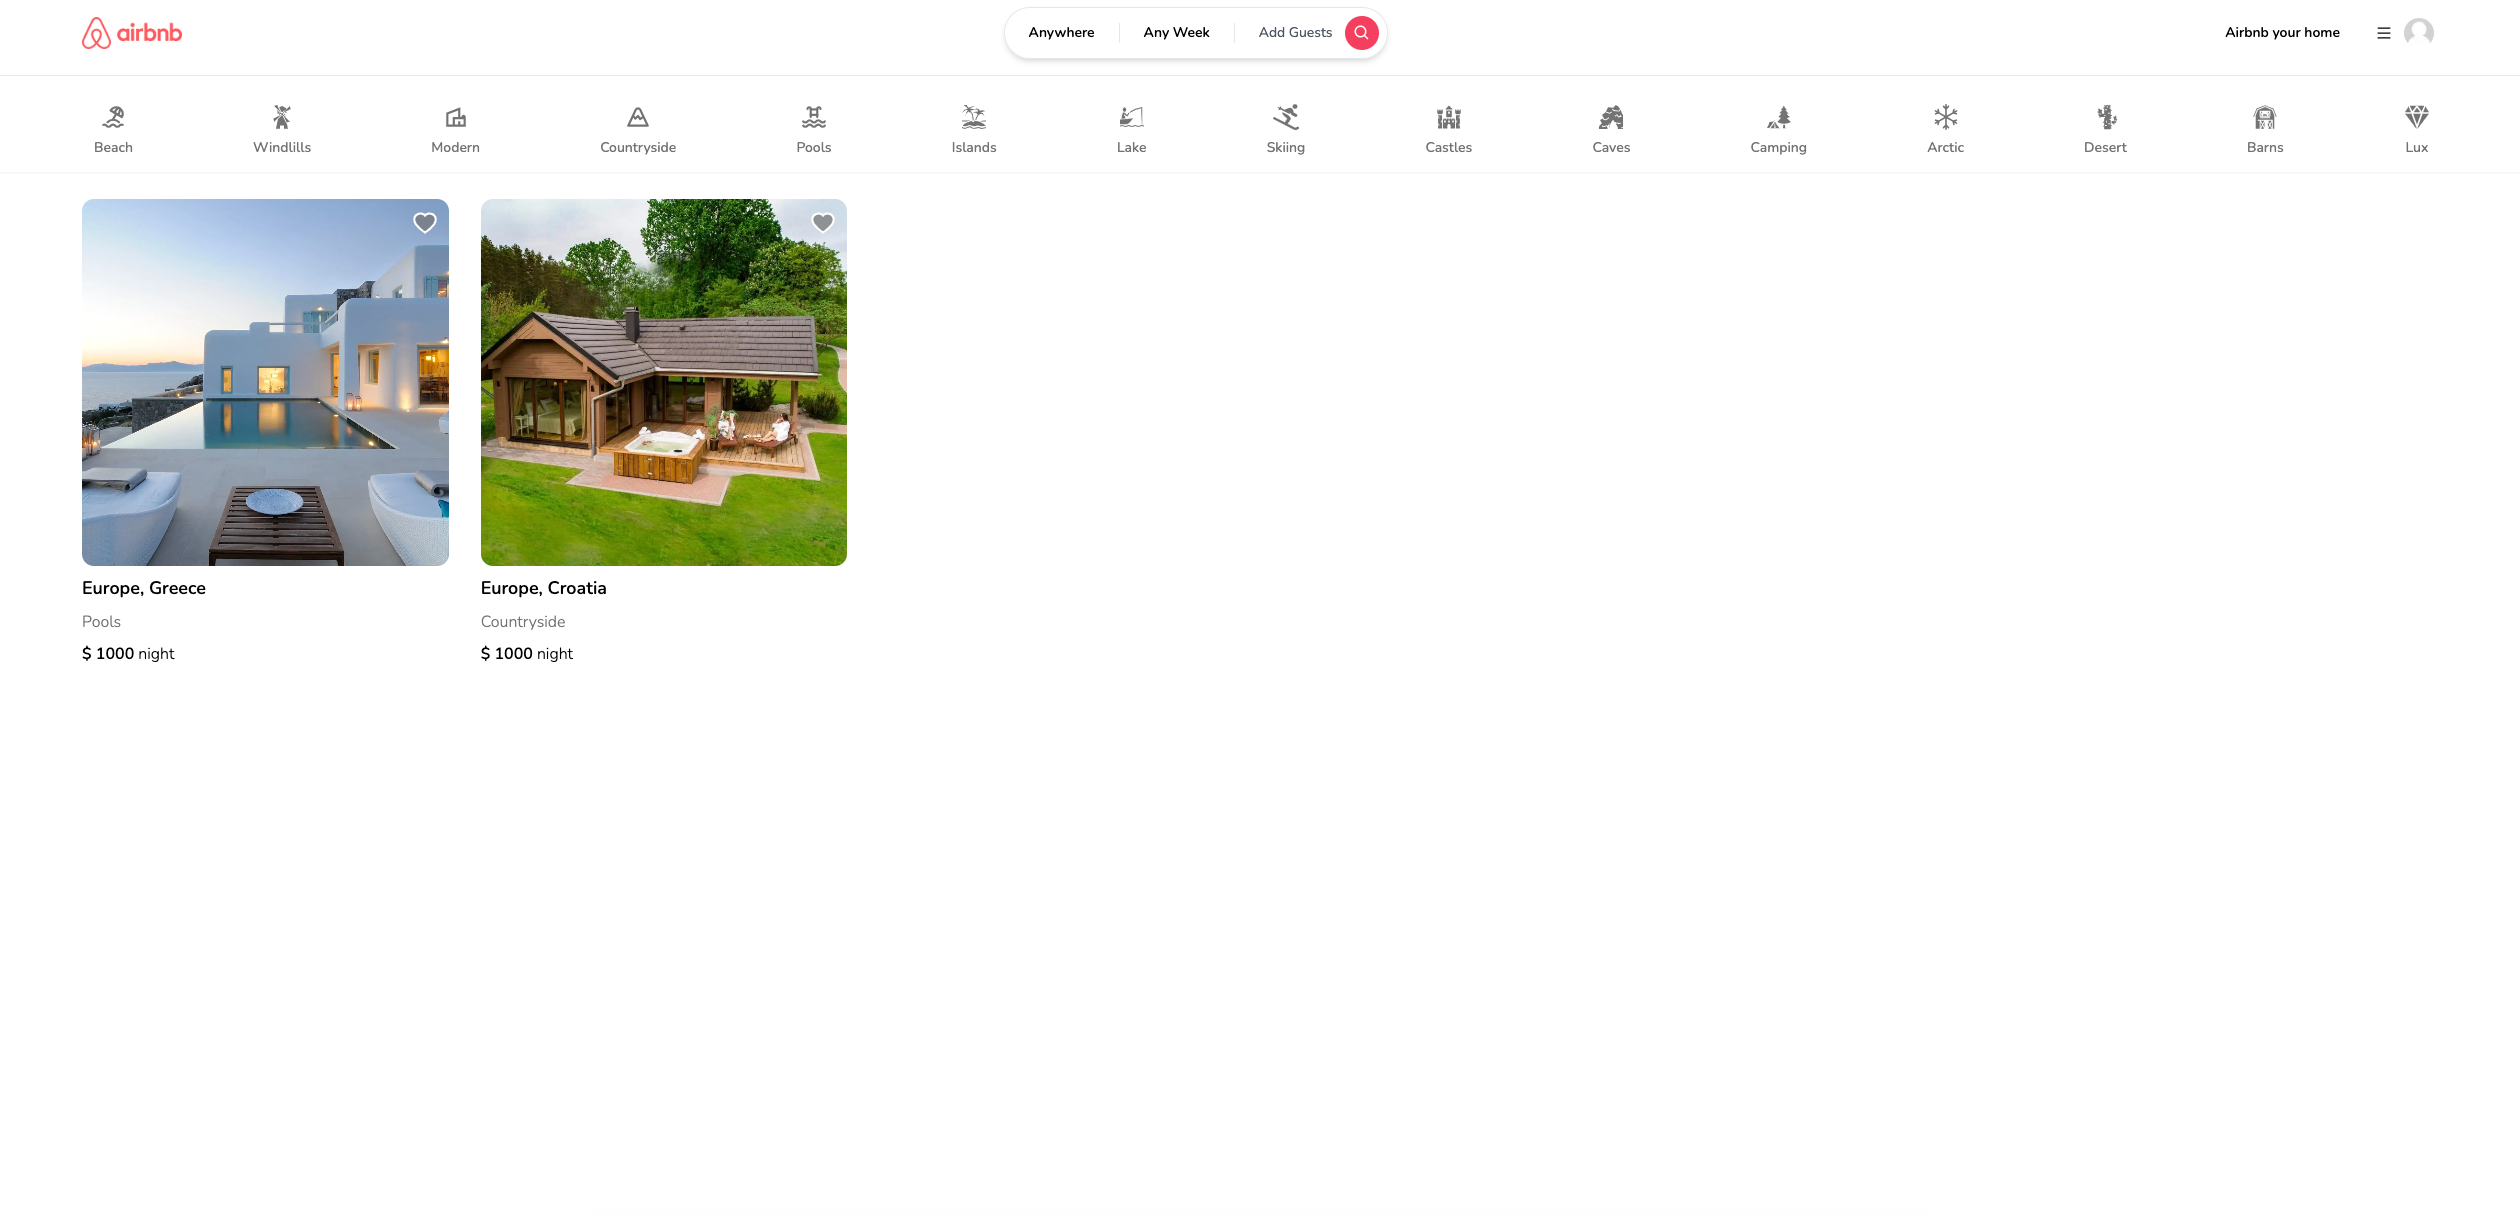 airbnb
Anywhere
Any Week
Add Guests
Airbnb your home
Beach
Windlills
Modern
Countryside
Pools
Islands
Lake
Skiing
Castles
Caves
Camping
Arctic
Desert
Barns
Lux
Europe, Greece
Pools
$ 1000 night
Europe, Croatia
Countryside
$ 1000 night